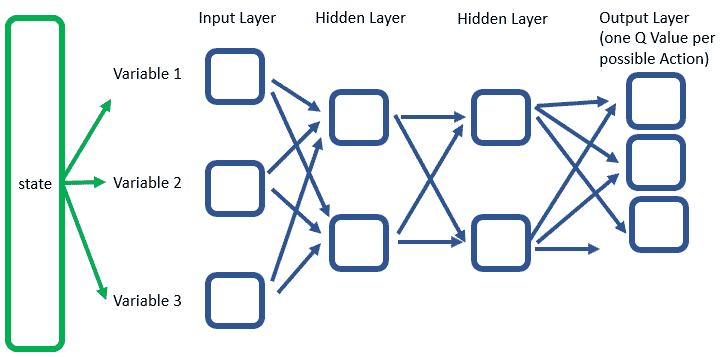 Input Layer
Hidden Layer
Hidden Layer
Output Layer
(one Q Value per
possible Action)
Variable 1
state
Variable 2
Variable 3